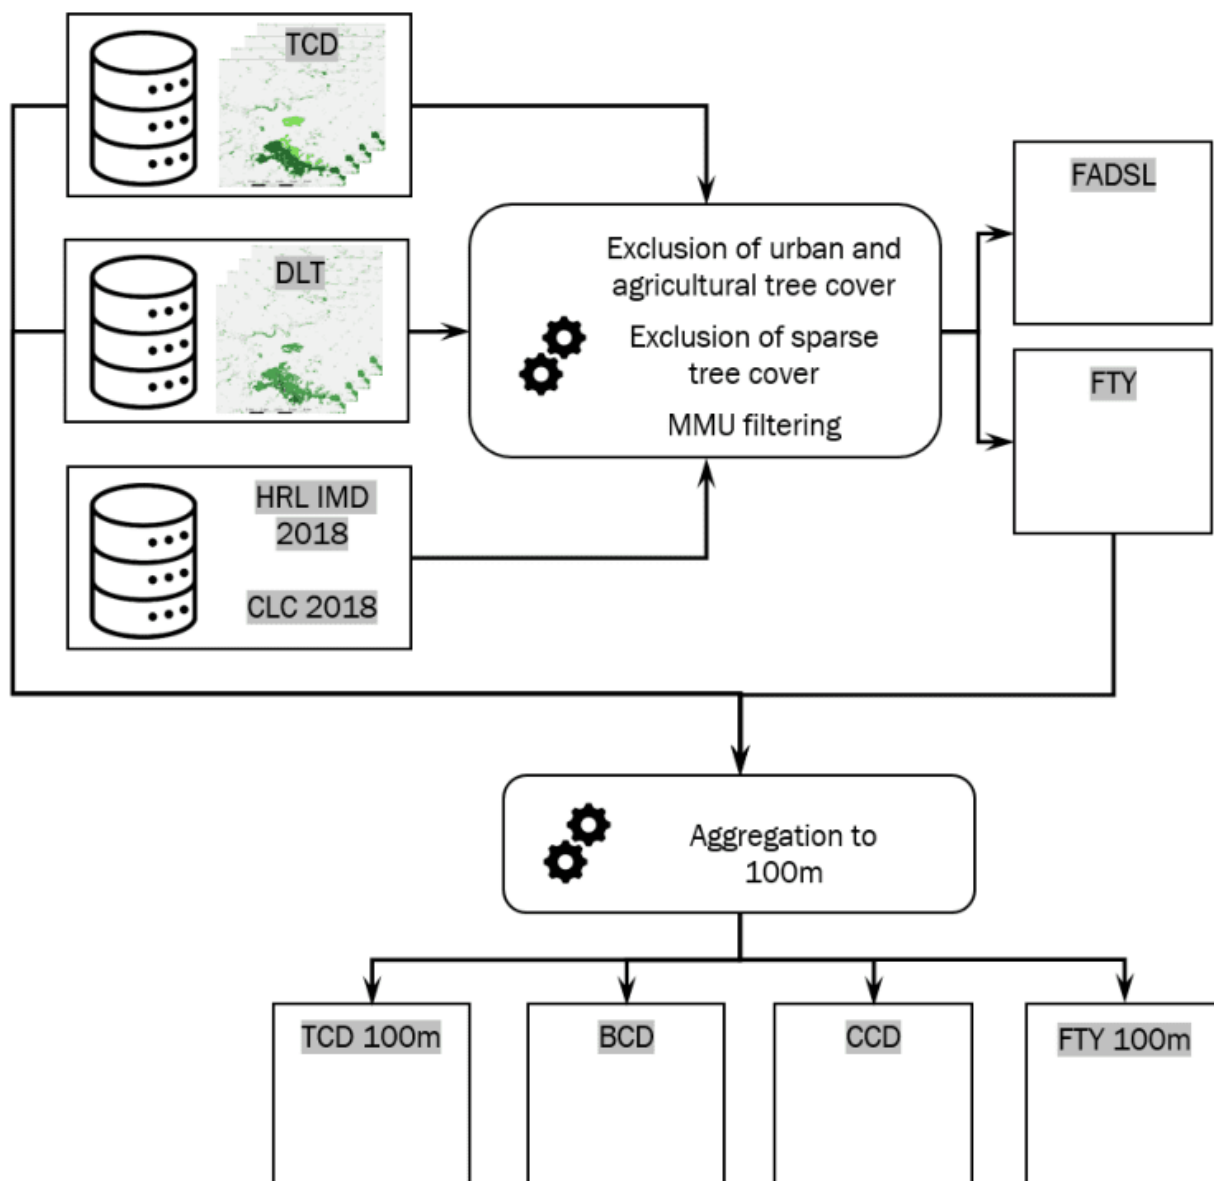 TCD
DLT
HRL IMD
2018
CLC 2018
Exclusion of urban and
agricultural tree cover
Exclusion of sparse
tree cover
MMU filtering
FADSL
FTY
Aggregation to
100m
TCD 100m
BCD
CCD
FTY 100m